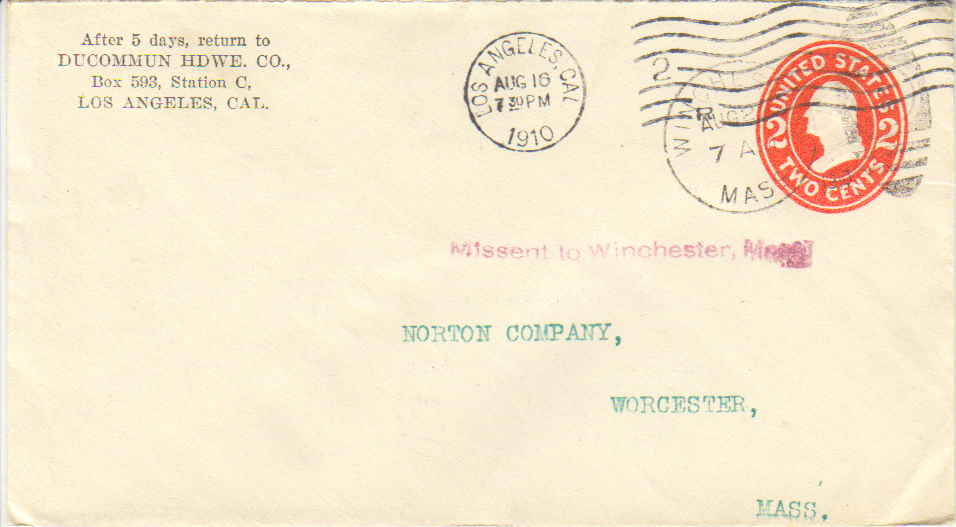 After 5 days, return to
DUCOMMUN HDWE. CO.,
Box 593, Station C,
LOS ANGELES, CAL.
LOS ANGELES, CAL
AUG 16
7 30 PM
1910
2
AUG
7 A
MAS
UNITED STATES
2 2
TWO CENTS
Missent to Winchester,
NORTON COMPANY,
WORCESTER,
MASS.